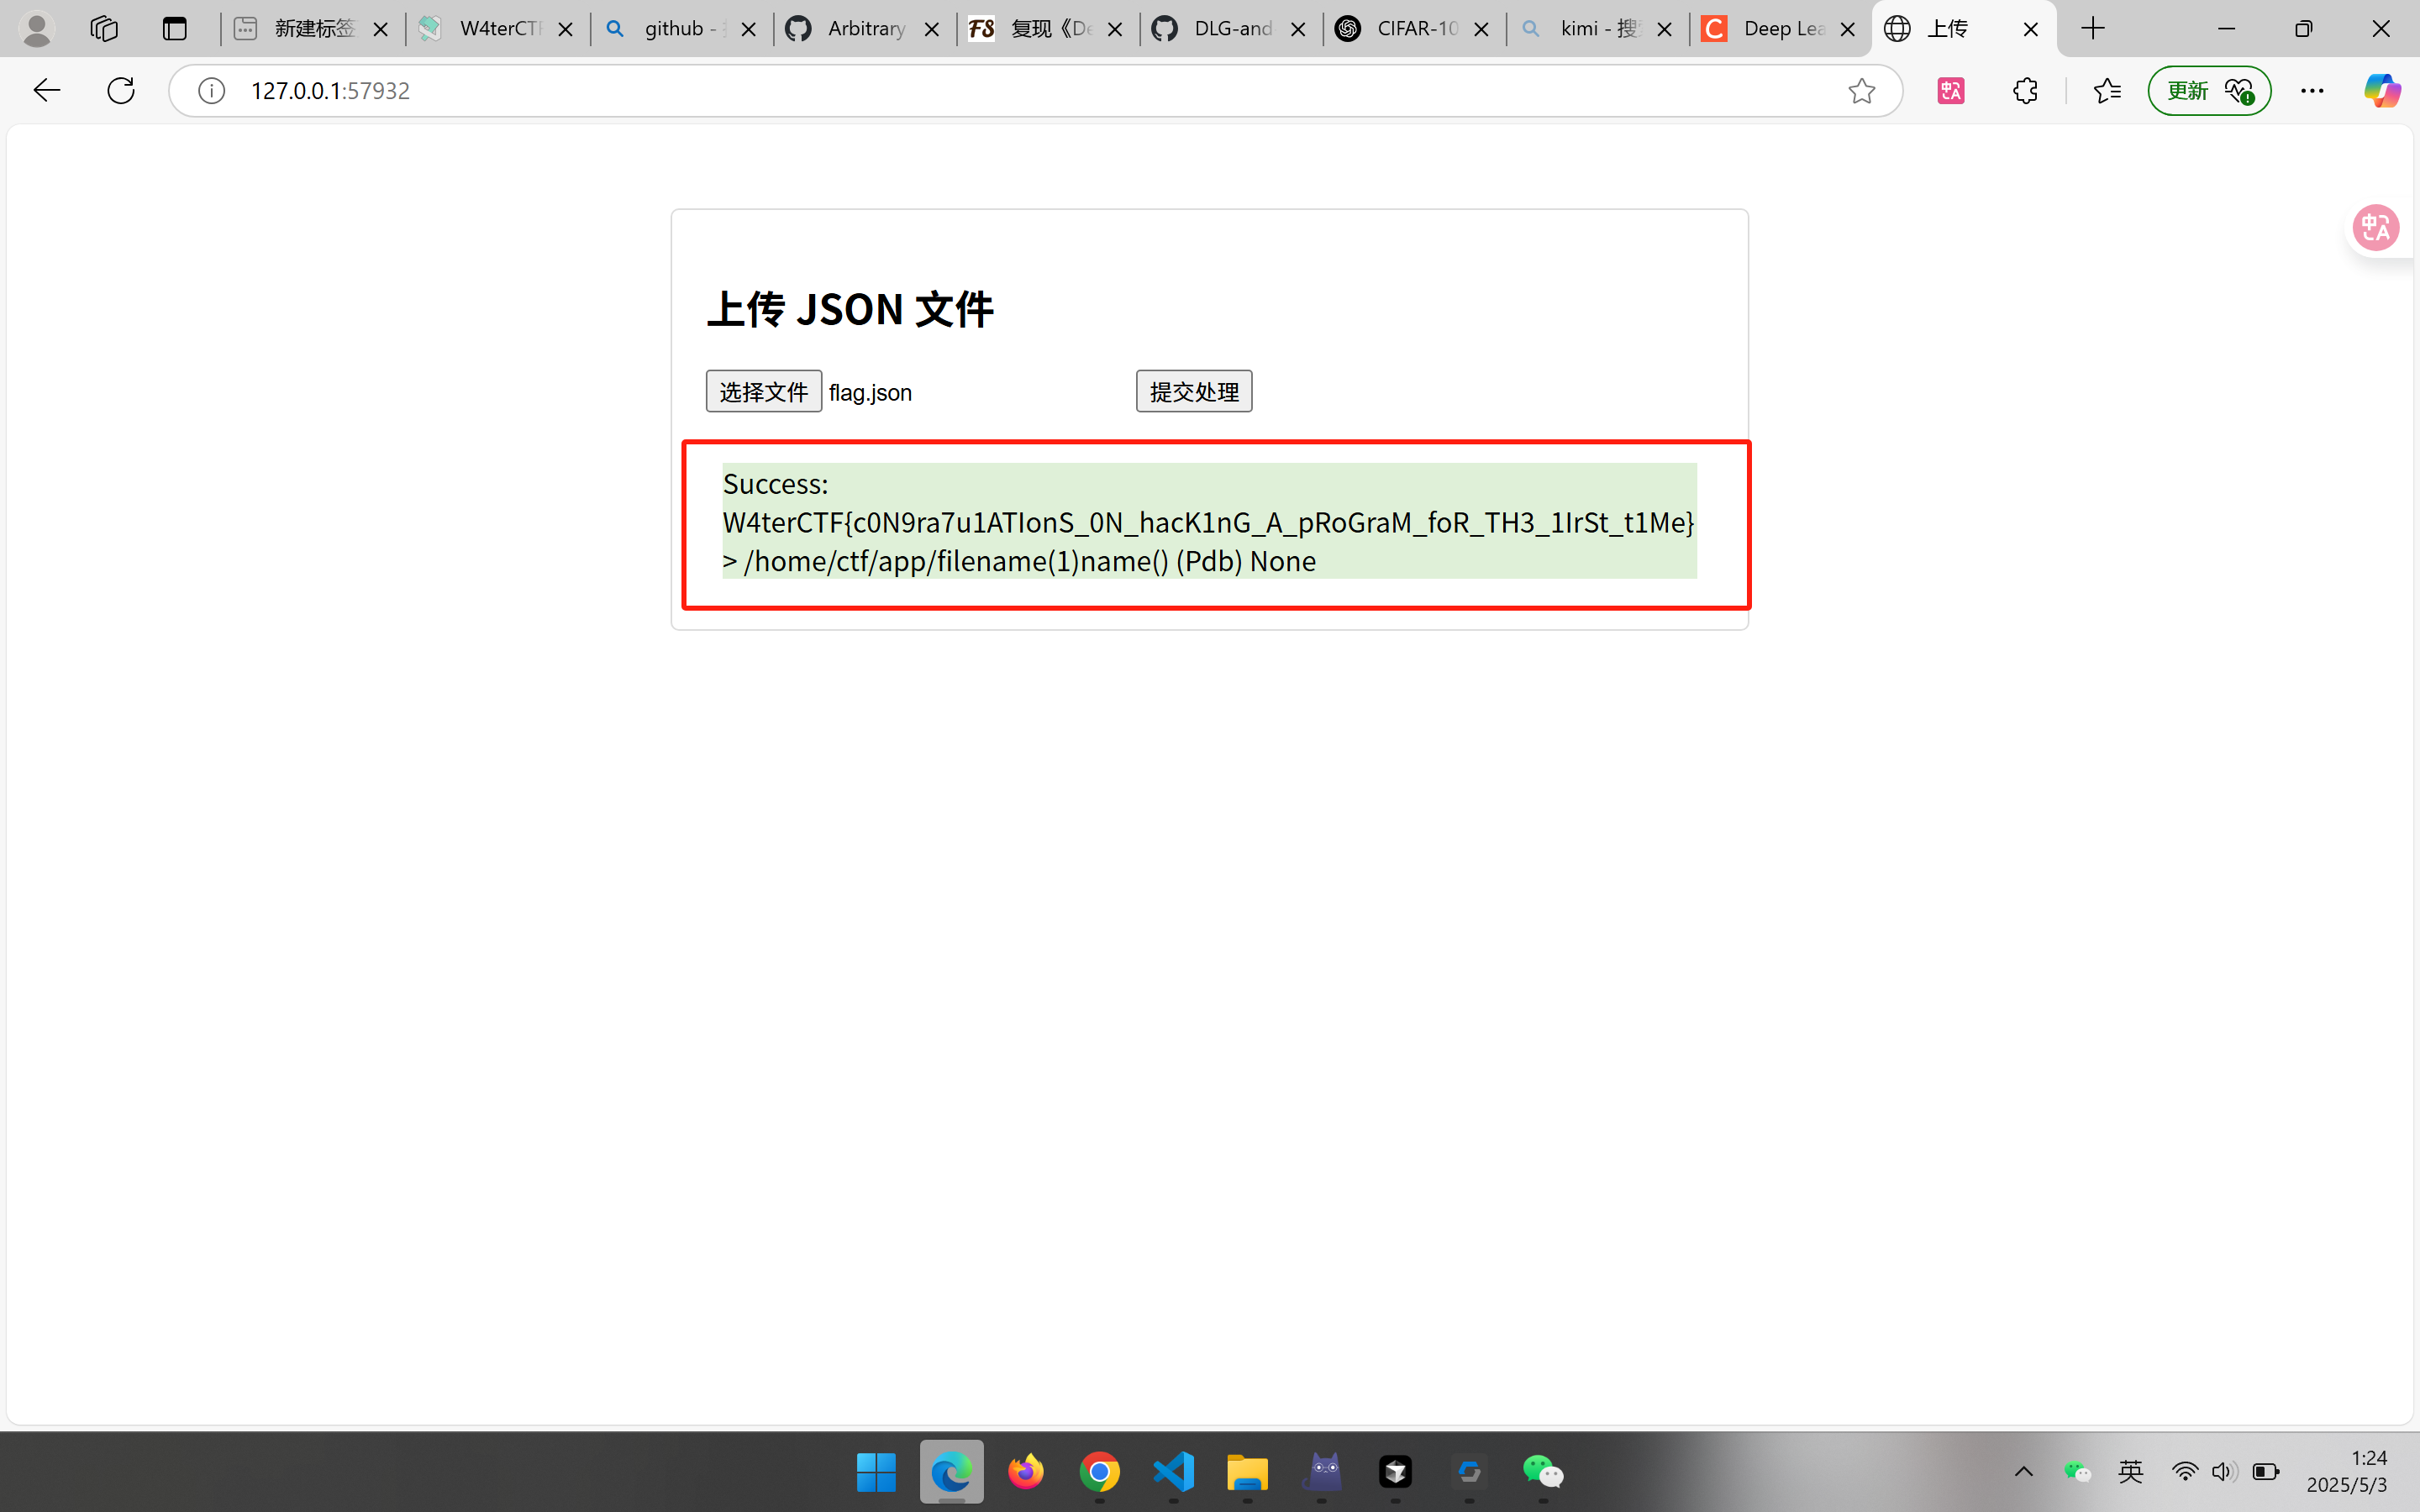 新建标签
W4terCTF
github -
Arbitrary
FS
复现《De
DLG-and
CIFAR-10
kimi - 搜
C
Deep Lea
上传
127.0.0.1:57932
更新
上传 JSON 文件
选择文件 flag.json
提交处理
Success:
W4terCTF{c0N9ra7u1ATIonS_0N_hacK1nG_A_pRoGraM_foR_TH3_1IrSt_t1Me}
> /home/ctf/app/filename(1)name() (Pdb) None
英
1:24
2025/5/3